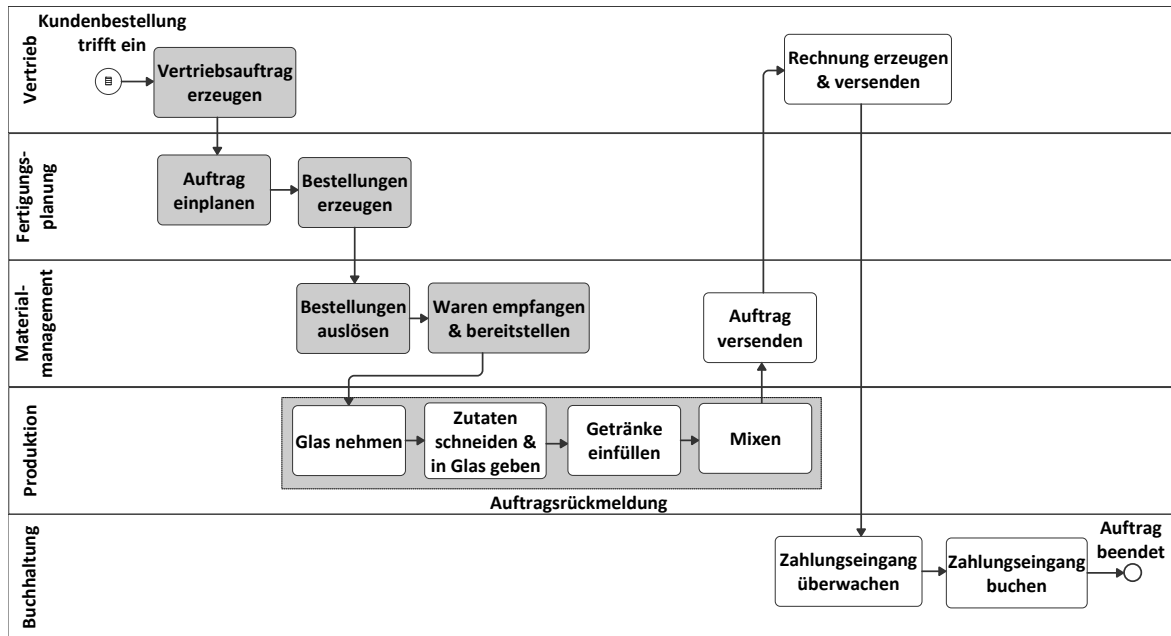 Vertrieb
Kundenbestellung
trifft ein
Vertriebsauftrag
erzeugen
Rechnung erzeugen
& versenden
Fertigungs-
planung
Auftrag
einplanen
Bestellungen
erzeugen
Material-
management
Bestellungen
auslösen
Waren empfangen
& bereitstellen
Auftrag
versenden
Produktion
Glas nehmen
Zutaten
schneiden &
in Glas geben
Getränke
einfüllen
Mixen
Auftragsrückmeldung
Buchhaltung
Zahlungseingang
überwachen
Zahlungseingang
buchen
Auftrag
beendet